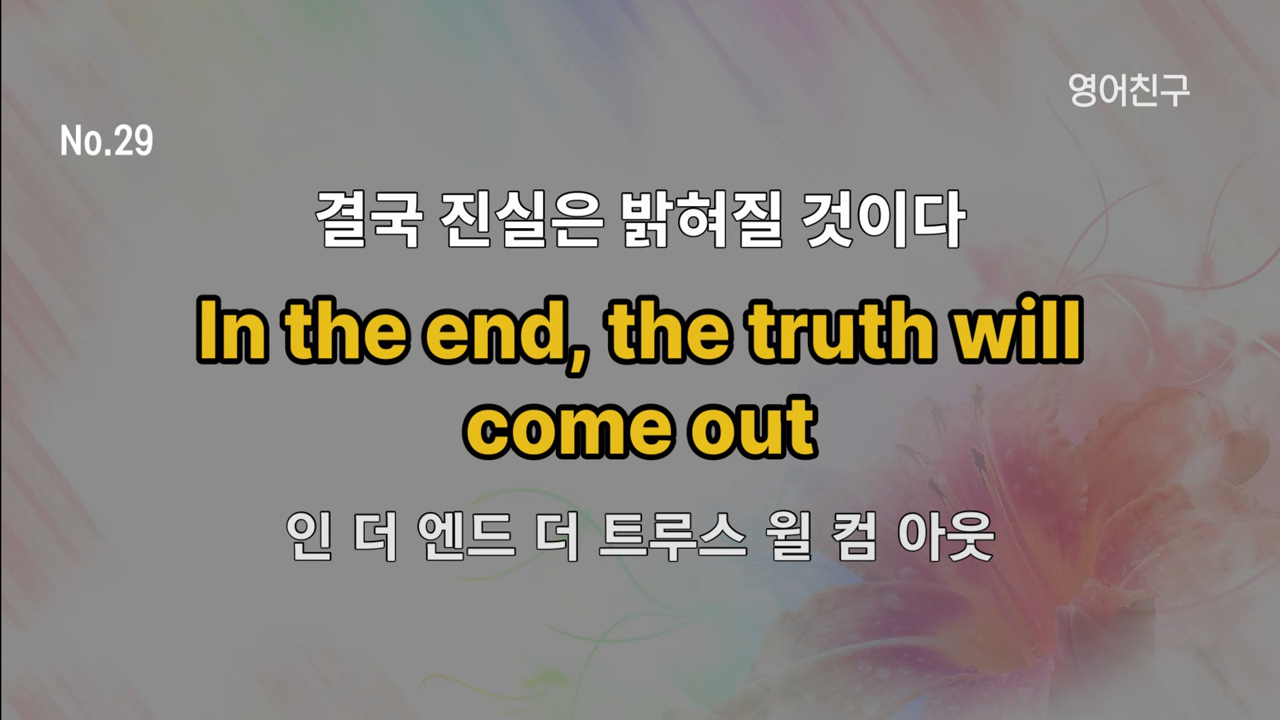 영어친구
No.29
결국 진실은 밝혀질 것이다
In the end, the truth will
come out
인 더 엔드 더 트루스 윌 컴 아웃